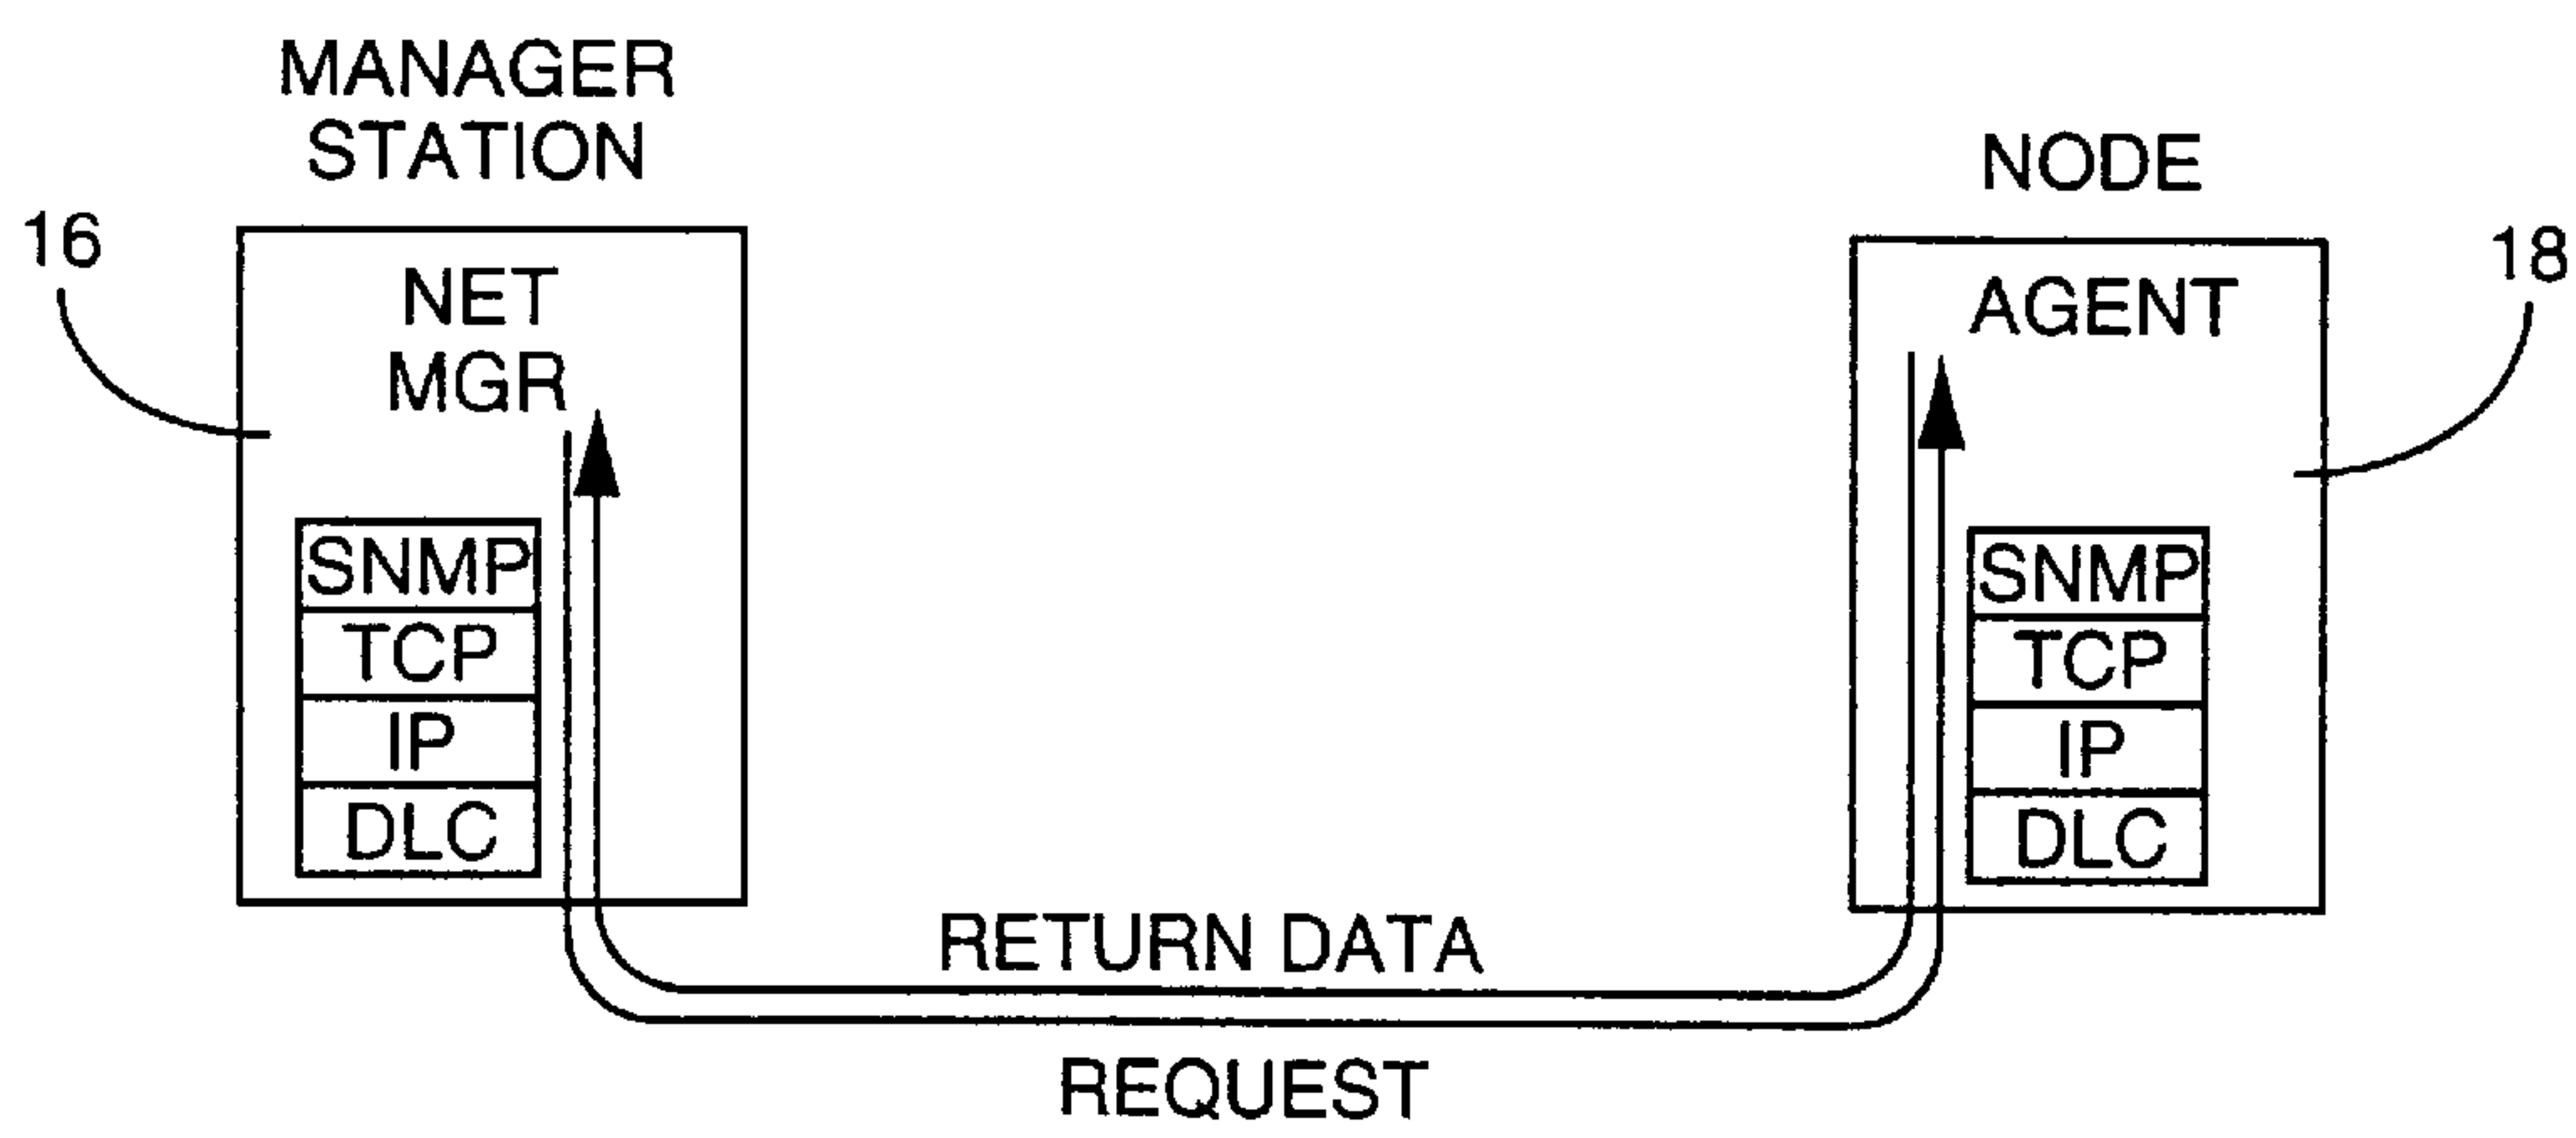 MANAGER
STATION
16
NET
MGR
SNMP
TCP
IP
DLC
NODE
18
AGENT
SNMP
TCP
IP
DLC
RETURN DATA
REQUEST